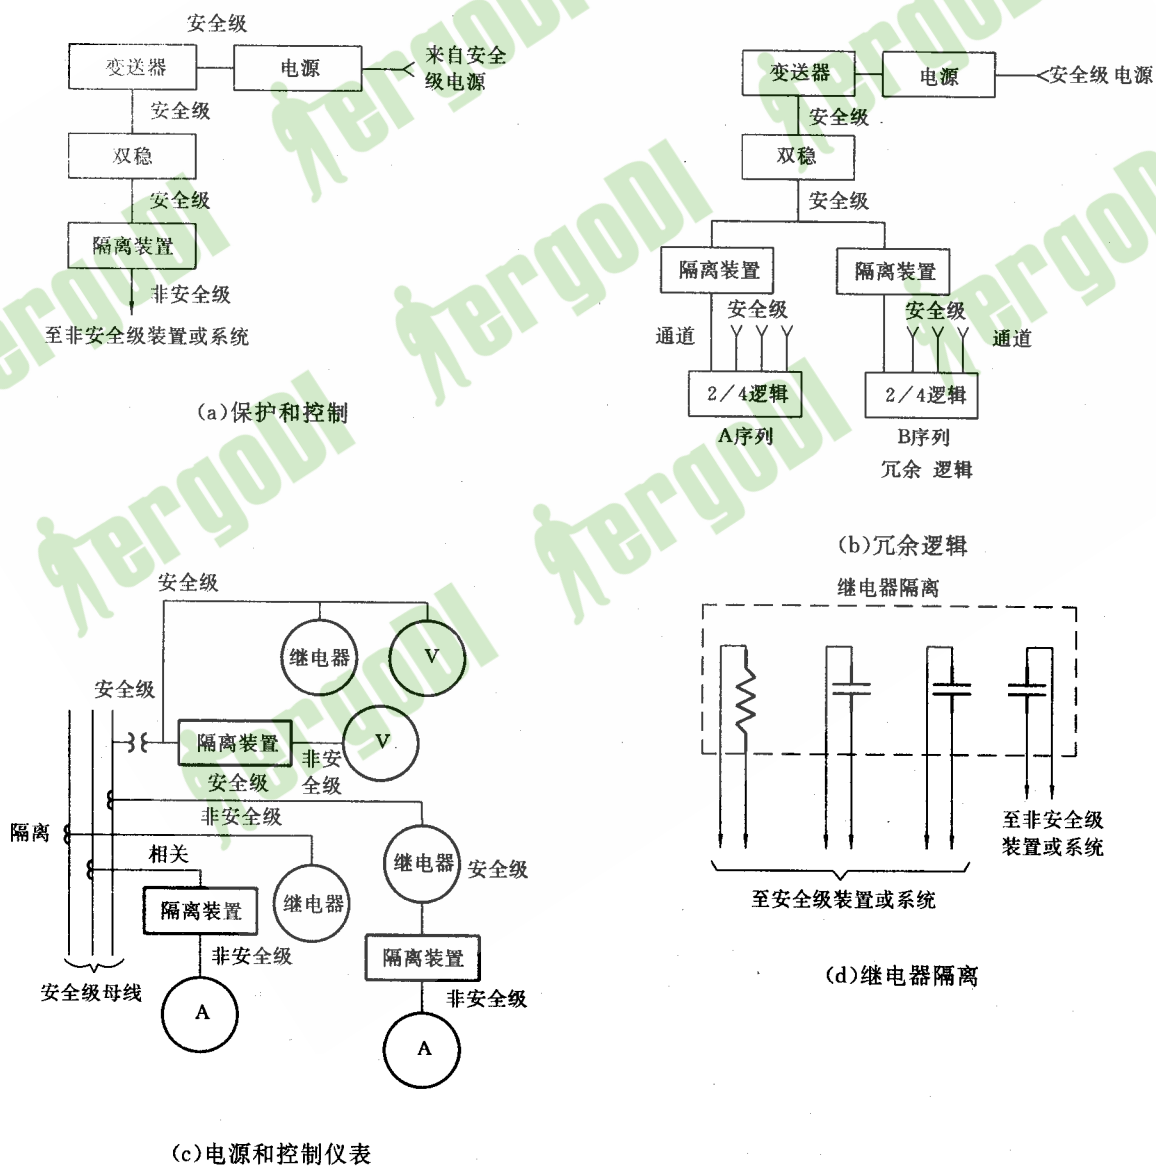 安全级
变送器
电源
来自安全
级电源
安全级
双稳
安全级
隔离装置
非安全级
至非安全级装置或系统
(a)保护和控制
变送器
电源
安全级 电源
安全级
双稳
安全级
隔离装置
隔离装置
安全级
安全级
通道
通道
2/4逻辑
2/4逻辑
A序列
B序列
冗余 逻辑
(b)冗余逻辑
安全级
继电器
V
安全级
隔离装置
非安
全级
V
安全级
非安全级
隔离
相关
继电器
安全级
隔离装置
继电器
非安全级
隔离装置
安全级母线
A
非安全级
A
(c)电源和控制仪表
继电器隔离
至非安全级
装置或系统
至安全级装置或系统
(d)继电器隔离
tergoDI
tergoDI
tergoDI
tergoDI
tergoDI
tergoDI
tergoDI
tergoDI